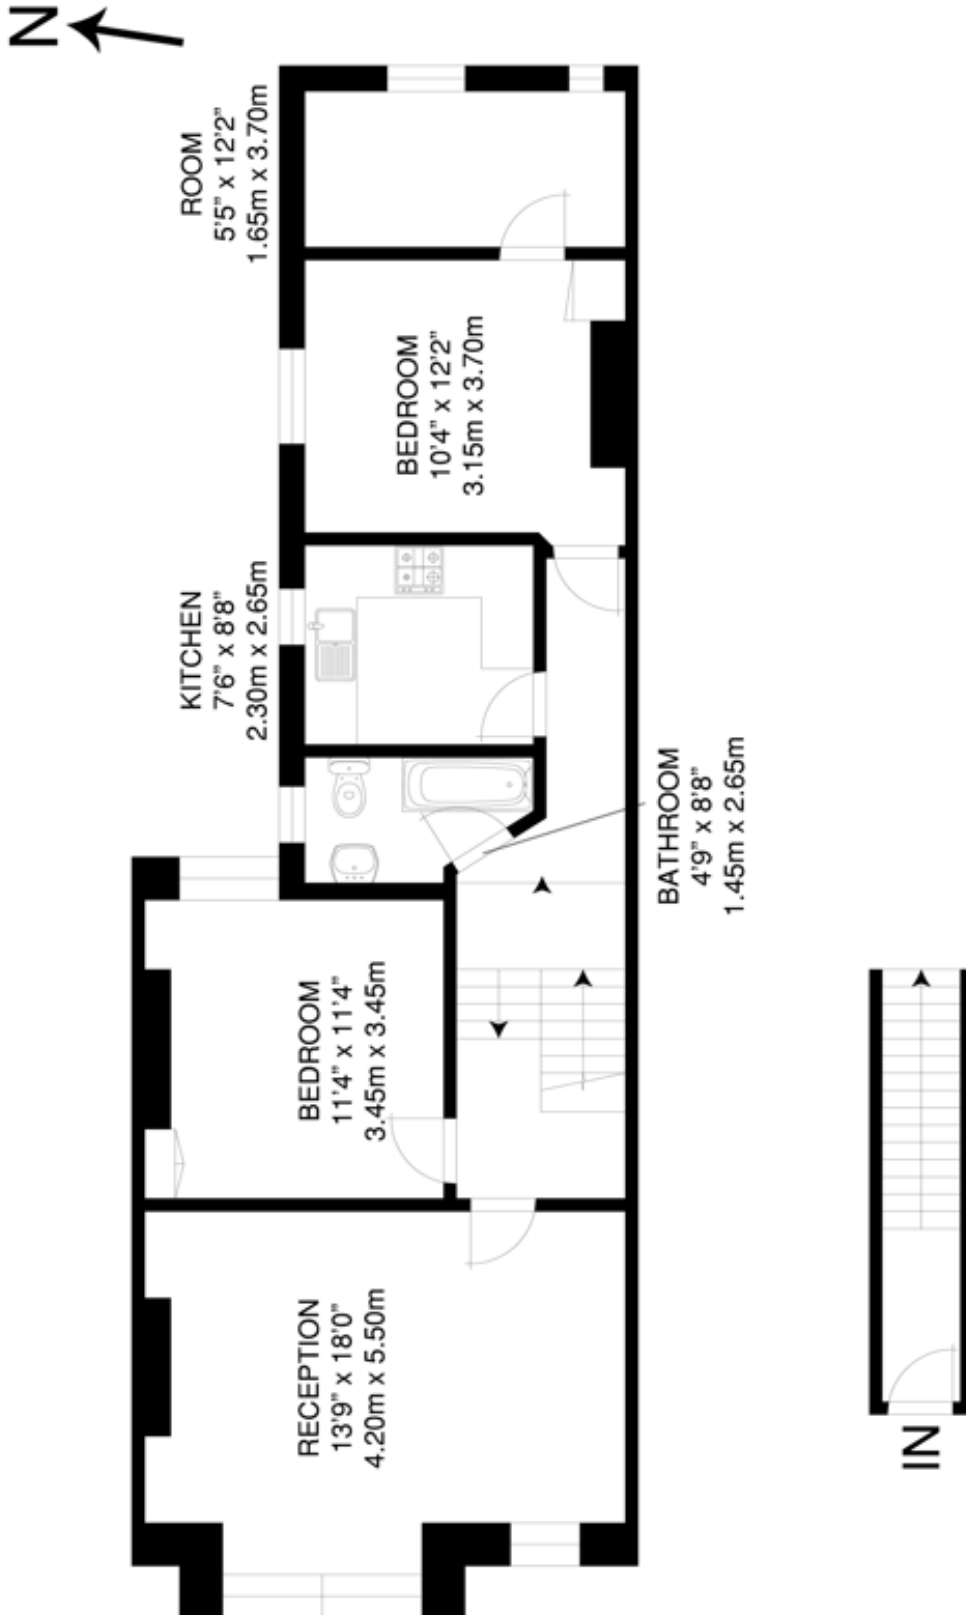 N
ROOM
5'5" x 12'2"
1.65m x 3.70m
BEDROOM
10'4" x 12'2"
3.15m x 3.70m
KITCHEN
7'6" x 8'8"
2.30m x 2.65m
BATHROOM
4'9" x 8'8"
1.45m x 2.65m
BEDROOM
11'4" x 11'4"
3.45m x 3.45m
RECEPTION
13'9" x 18'0"
4.20m x 5.50m
IN